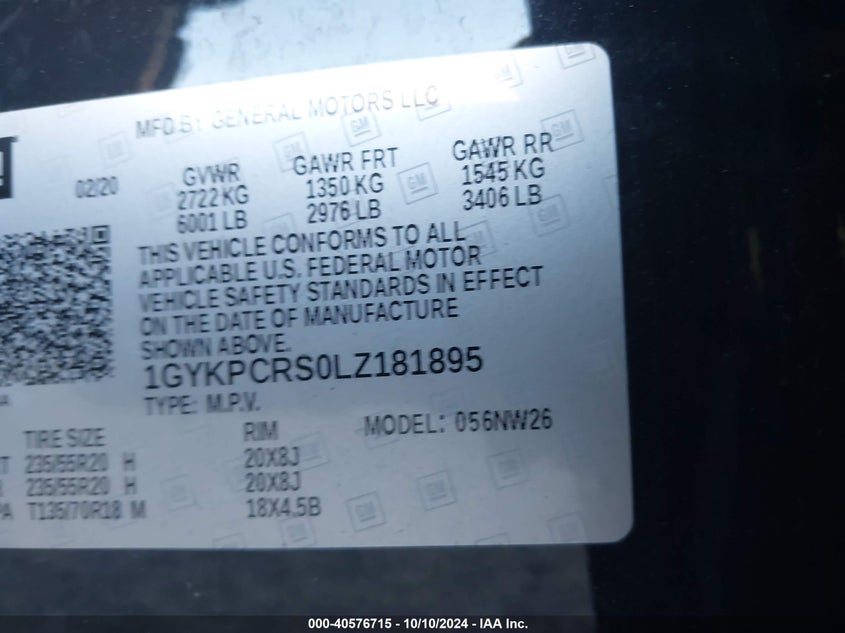 MFD BY GENERAL MOTORS LLC
02/20
GVWR
2722 KG
6001 LB
GAWR FRT
1350 KG
2976 LB
GAWR RR
1545 KG
3406 LB
THIS VEHICLE CONFORMS TO ALL
APPLICABLE U.S. FEDERAL MOTOR
VEHICLE SAFETY STANDARDS IN EFFECT
ON THE DATE OF MANUFACTURE
SHOWN ABOVE.
1GYKPCRS0LZ181895
TYPE: M.P.V.
MODEL: 056NW26
TIRE SIZE RIM
235/55R20 H 20X8J
235/55R20 H 20X8J
T135/70R18 M 18X4.5B
GM
000-40576715 - 10/10/2024 - IAA Inc.